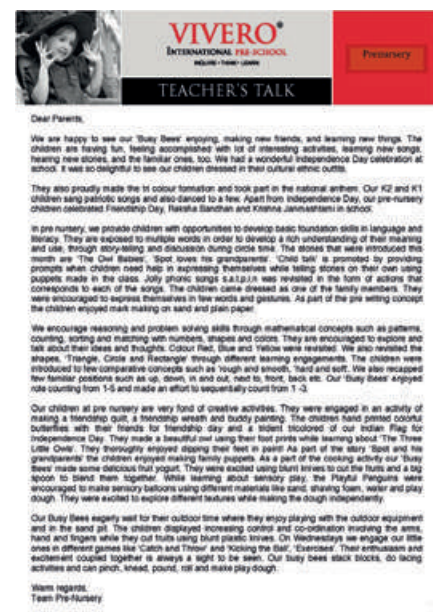 VIVERO®
INTERNATIONAL PRE-SCHOOL
INQUIRE • THINK • LEARN
Prenursery
TEACHER'S TALK
Dear Parents,
We are happy to see our 'Busy Bees' enjoying, making new friends, and learning new things. The
children are having fun, feeling accomplished with lot of interesting activities, learning new songs,
hearing new stories, and the familiar ones, too. We had a wonderful Independence Day celebration at
school. It was so delightful to see our children dressed in their cultural ethnic outfits.
They also proudly made the tri colour formation and took part in the national anthem. Our K2 and K1
children sang patriotic songs and also danced to a few. Apart from Independence Day, our pre-nursery
children celebrated Friendship Day, Raksha Bandhan and Krishna Janmashtami in school.
In pre nursery, we provide children with opportunities to develop basic foundation skills in language and
literacy. They are exposed to multiple words in order to develop a rich understanding of their meaning
and use, through story-telling and discussion during circle time. The stories that were introduced this
month are 'The Owl Babies', 'Spot loves his grandparents'. 'Child talk' is promoted by providing
prompts when children need help in expressing themselves while telling stories on their own using
puppets made in the class. Jolly phonic songs s,a,t,p,i,n was revisited in the form of actions that
corresponds to each of the songs. The children came dressed as one of the family members. They
were encouraged to express themselves in few words and gestures. As part of the pre writing concept
the children enjoyed mark making on sand and plain paper.
We encourage reasoning and problem solving skills through mathematical concepts such as patterns,
counting, sorting and matching with numbers, shapes and colors. They are encouraged to explore and
talk about their ideas and thoughts. Colour Red, Blue and Yellow were revisited. We also revisited the
shapes, 'Triangle, Circle and Rectangle' through different learning engagements. The children were
introduced to few comparative concepts such as 'rough and smooth, 'hard and soft'. We also recapped
few familiar positions such as up, down, in and out, next to, front, back etc. Our 'Busy Bees' enjoyed
rote counting from 1-5 and made an effort to sequentially count from 1 -3.
Our children at pre nursery are very fond of creative activities. They were engaged in an activity of
making a friendship quilt, a friendship wreath and buddy painting. The children hand printed colorful
butterflies with their friends for friendship day and a trident tricolored of our Indian Flag for
Independence Day. They made a beautiful owl using their foot prints while learning about 'The Three
Little Owls'. They thoroughly enjoyed dipping their feet in paint! As part of the story 'Spot and his
grandparents' the children enjoyed making family puppets. As a part of the cooking activity our 'Busy
Bees' made some delicious fruit yogurt. They were excited using blunt knives to cut the fruits and a big
spoon to blend them together. While learning about sensory play, the Playful Penguins were
encouraged to make sensory balloons using different materials like sand, shaving foam, water and play
dough. They were excited to explore different textures while making the dough independently.
Our Busy Bees eagerly wait for their outdoor time where they enjoy playing with the outdoor equipment
and in the sand pit. The children displayed increasing control and co-ordination involving the arms,
hand and fingers while they cut fruits using blunt plastic knives. On Wednesdays we engage our little
ones in different games like 'Catch and Throw' and 'Kicking the Ball', 'Exercises'. Their enthusiasm and
excitement coupled together is always a sight to be seen. Our busy bees stack blocks, do lacing
activities and can pinch, knead, pound, roll and make play dough.
Warm regards,
Team Pre-Nursery.